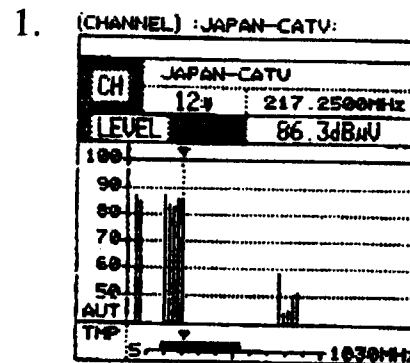 1.
(CHANNEL) :JAPAN-CATV:
CH JAPAN-CATV
12# 217.2500MHz
LEVEL 86.3dBμV
100
90
80
70
60
50
AUT
TMP
5 1030MHz